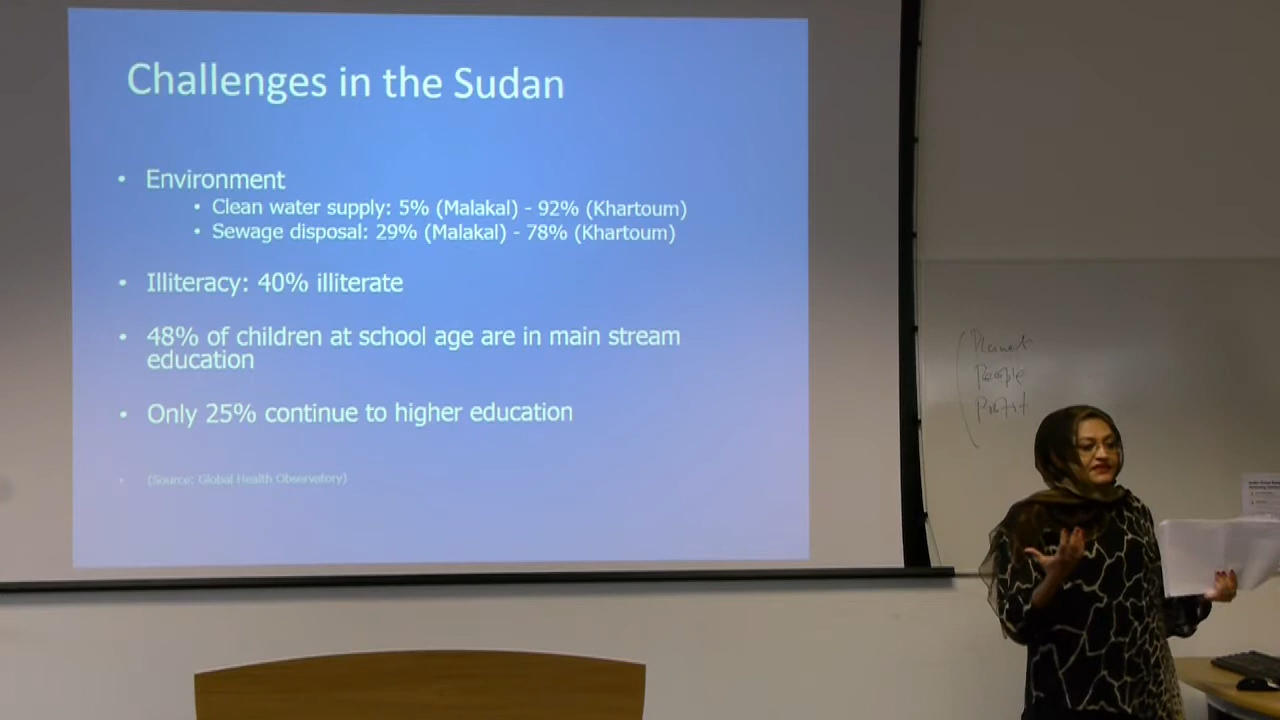 Challenges in the Sudan
• Environment
• Clean water supply: 5% (Malakal) - 92% (Khartoum)
• Sewage disposal: 29% (Malakal) - 78% (Khartoum)
• Illiteracy: 40% illiterate
• 48% of children at school age are in main stream
education
• Only 25% continue to higher education
• (Source: Global Health Observatory)
Planet
People
Profit